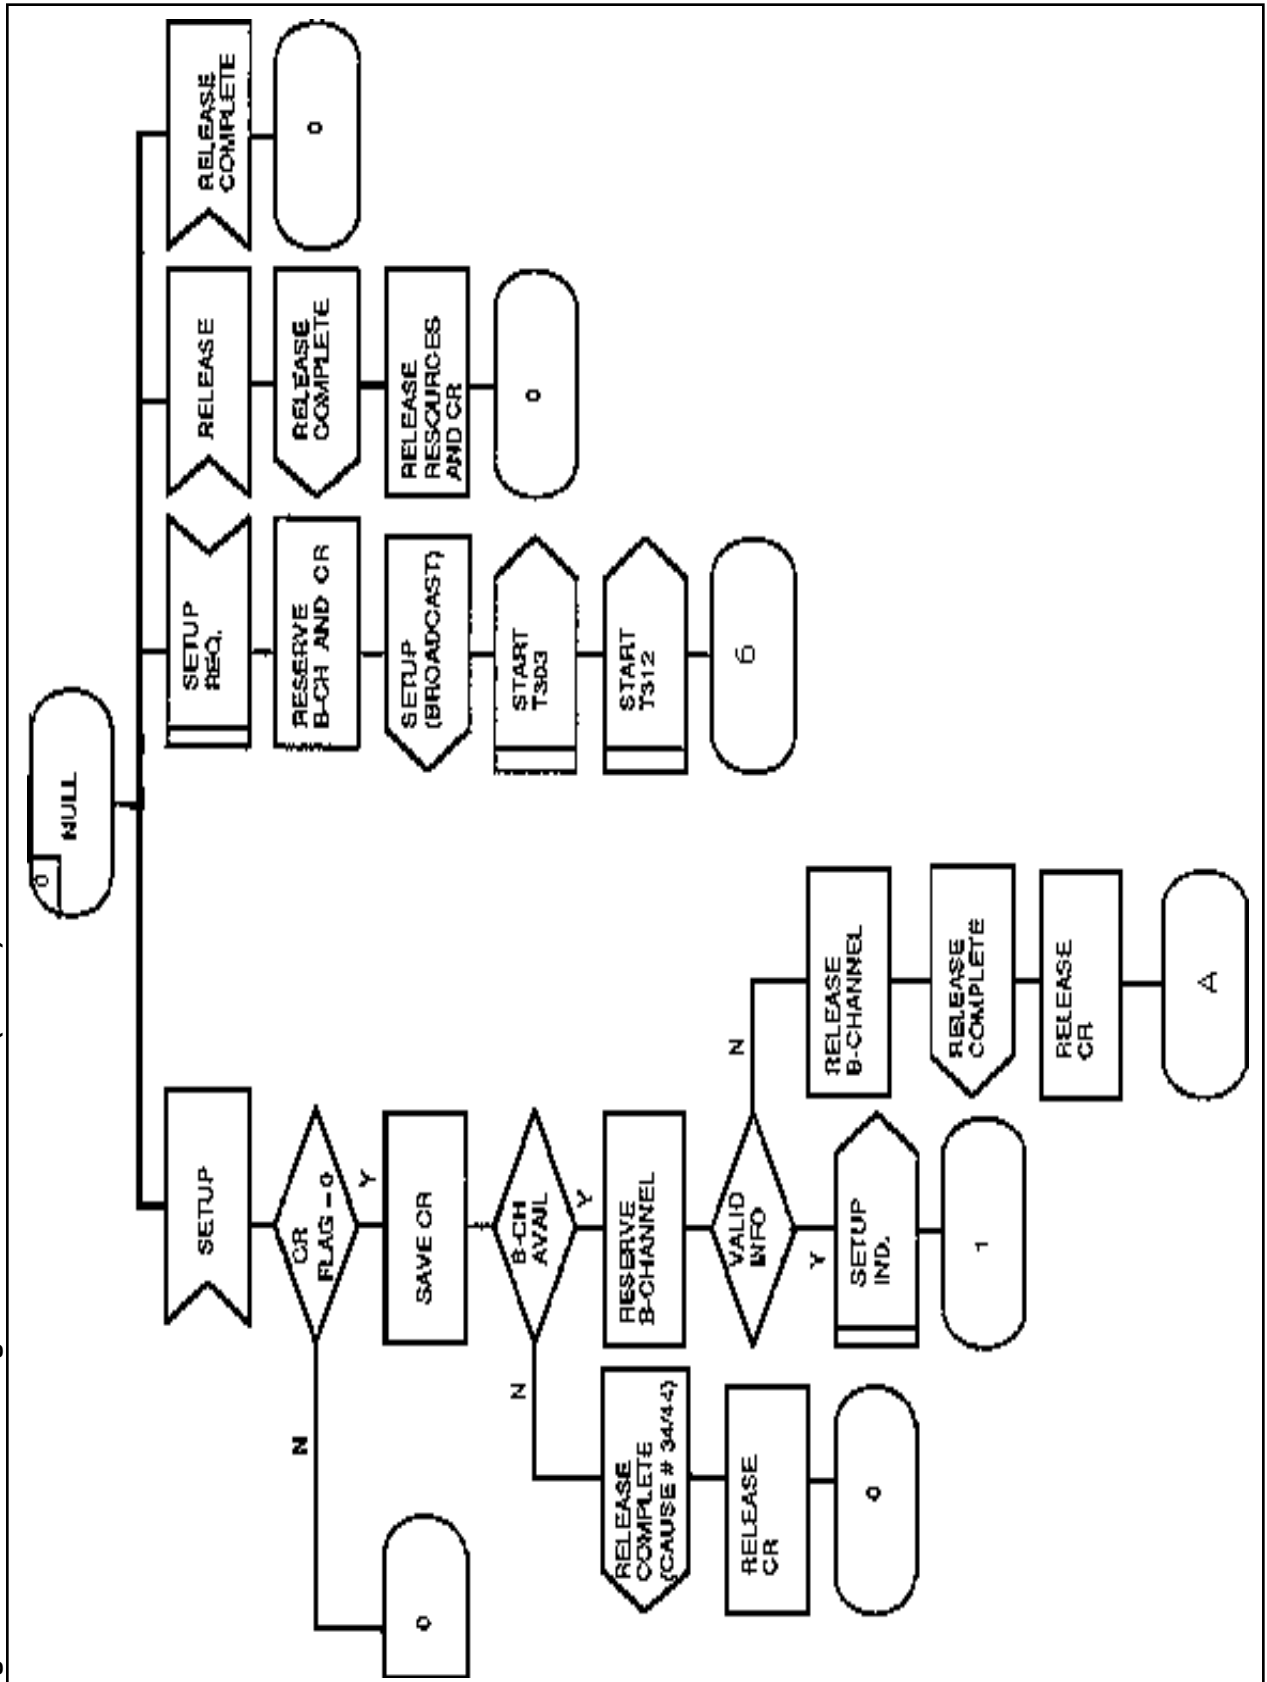 0
NULL
SETUP
CR
FLAG = 0
N
Y
0
SAVE CR
B-CH
AVAIL
N
Y
RELEASE
COMPLETE
(CAUSE # 34/44)
RELEASE
CR
0
RESERVE
B-CHANNEL
VALID
INFO
N
Y
SETUP
IND.
1
RELEASE
B-CHANNEL
RELEASE
COMPLETE
RELEASE
CR
A
SETUP
REQ.
RESERVE
B-CH AND CR
SETUP
(BROADCAST)
START
T303
START
T312
6
RELEASE
RELEASE
COMPLETE
RELEASE
RESOURCES
AND CR
0
RELEASE
COMPLETE
0